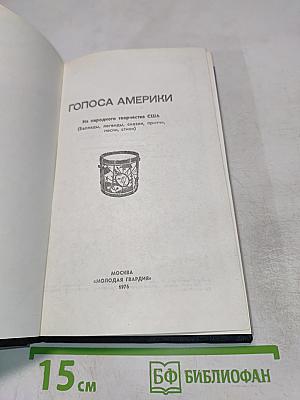 ГОЛОСА АМЕРИКИ
Из народного творчества США
(Баллады, легенды, сказки, притчи,
песни, стихи)
МОСКВА
«МОЛОДАЯ ГВАРДИЯ»
1976
15 см
БФ БИБЛИОФАН